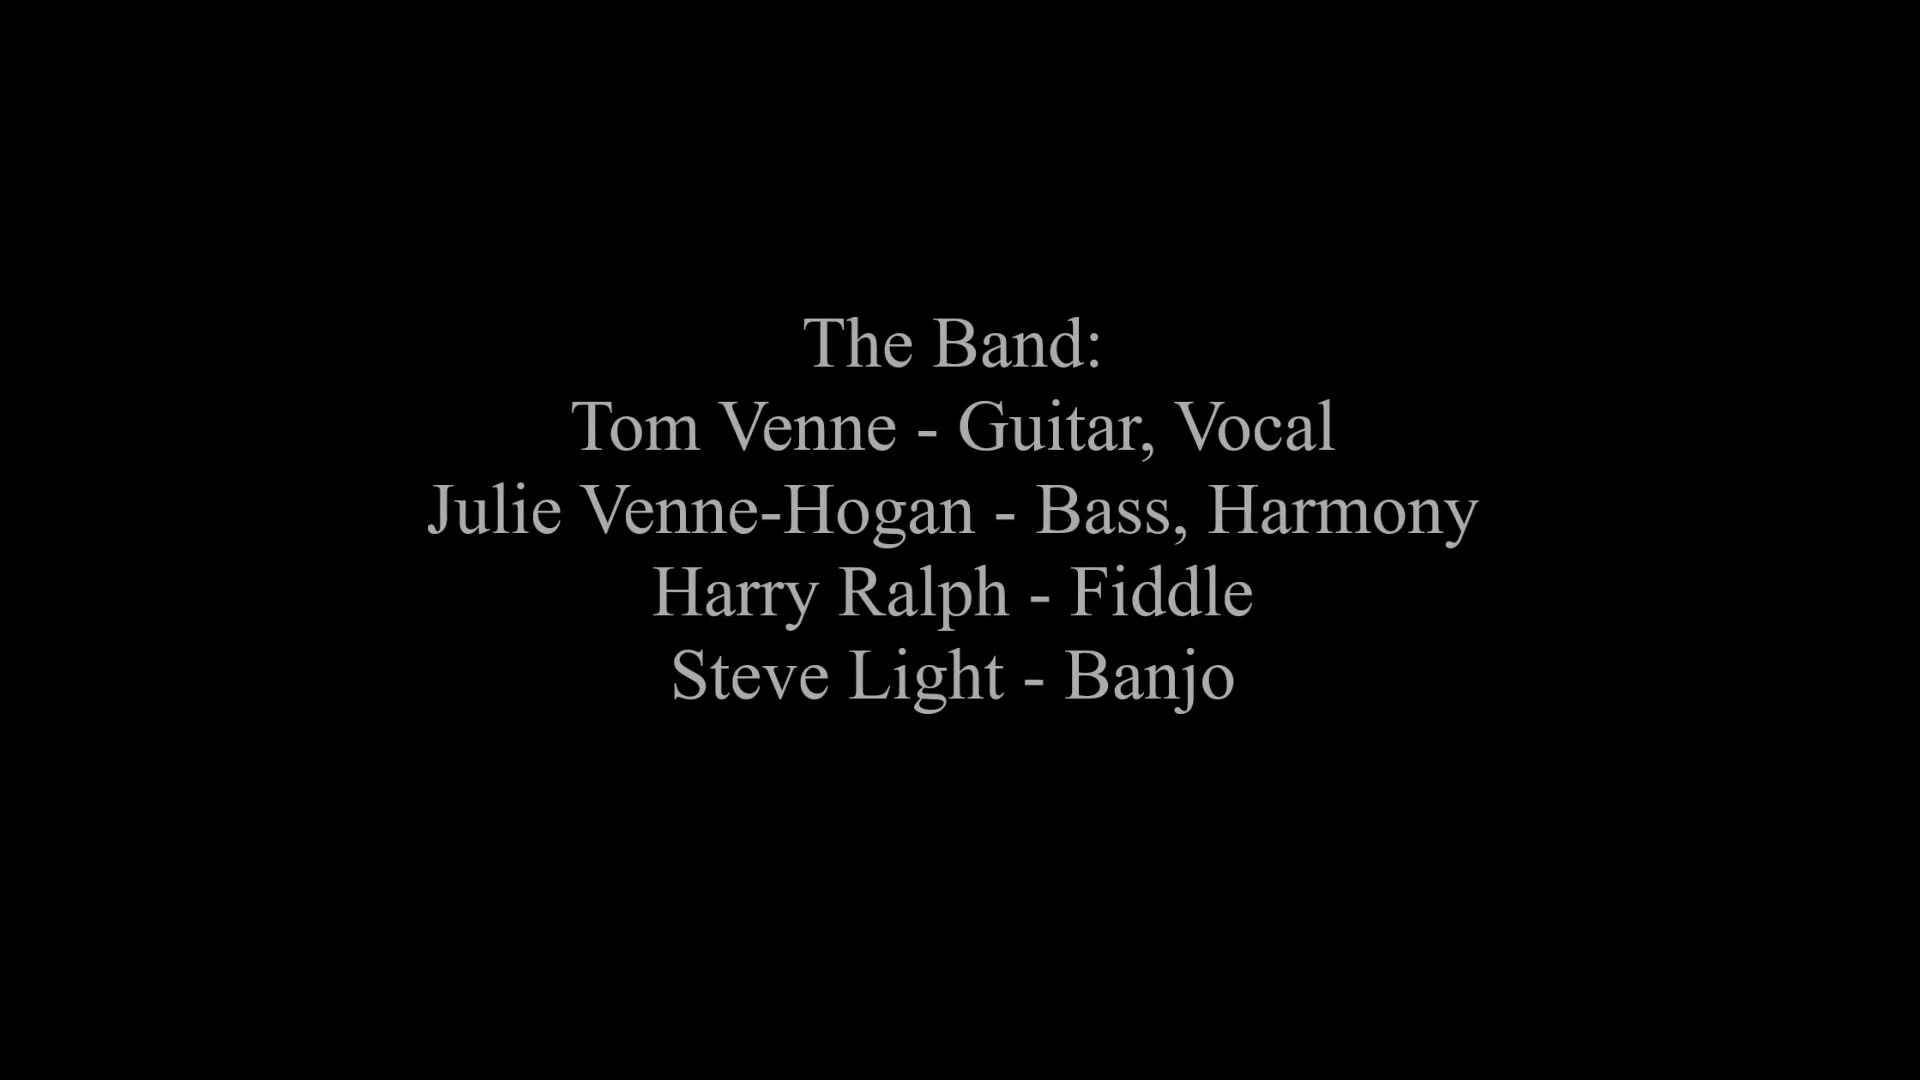 The Band:
Tom Venne - Guitar, Vocal
Julie Venne-Hogan - Bass, Harmony
Harry Ralph - Fiddle
Steve Light - Banjo